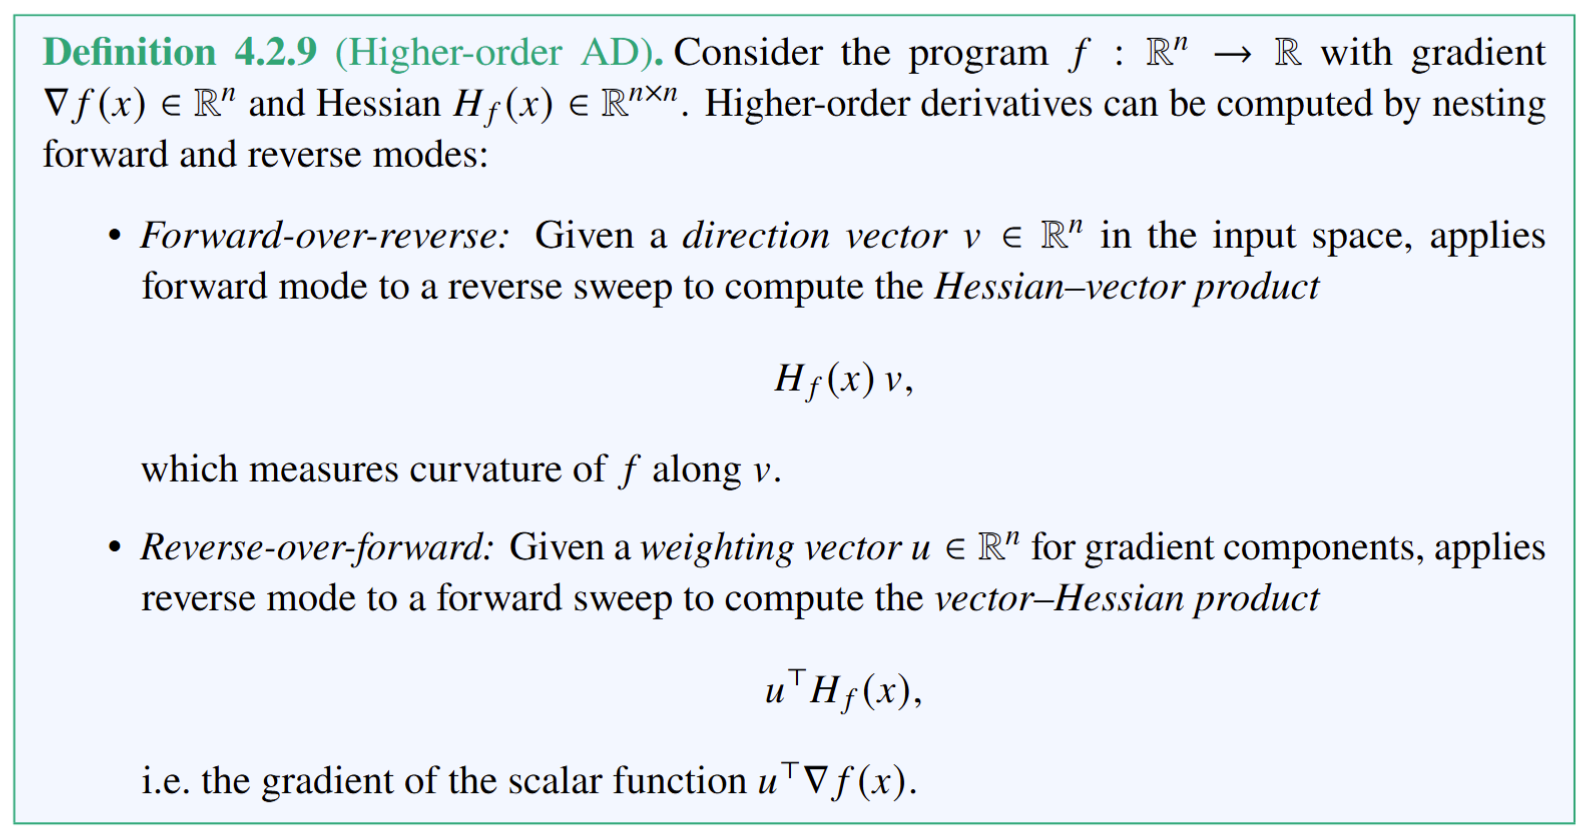 Definition 4.2.9 (Higher-order AD). Consider the program f : ℝⁿ → ℝ with gradient
∇f(x) ∈ ℝⁿ and Hessian H_f(x) ∈ ℝⁿˣⁿ. Higher-order derivatives can be computed by nesting
forward and reverse modes:
• Forward-over-reverse: Given a direction vector v ∈ ℝⁿ in the input space, applies
forward mode to a reverse sweep to compute the Hessian–vector product
H_f(x) v,
which measures curvature of f along v.
• Reverse-over-forward: Given a weighting vector u ∈ ℝⁿ for gradient components, applies
reverse mode to a forward sweep to compute the vector–Hessian product
u^⊤ H_f(x),
i.e. the gradient of the scalar function u^⊤∇f(x).